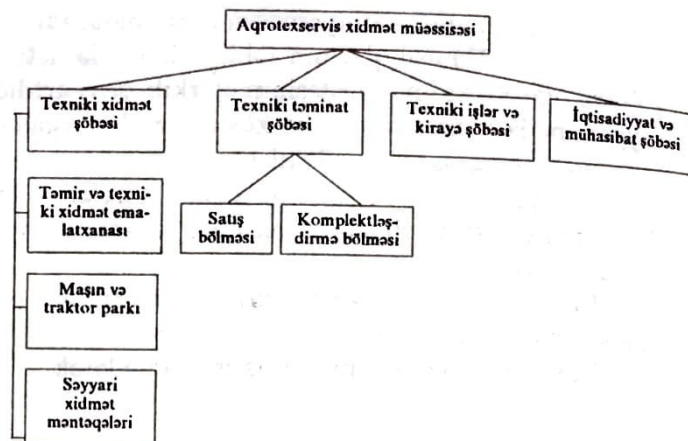 Aqrotexservis xidmət müəssisəsi
Texniki xidmət
şöbəsi
Texniki təminat
şöbəsi
Texniki işlər və
kirayə şöbəsi
İqtisadiyyat və
mühasibat şöbəsi
Təmir və texni-
ki xidmət ema-
latxanası
Satış
bölməsi
Komplektləş-
dirmə bölməsi
Maşın və
traktor parkı
Səyyari
xidmət
məntəqələri